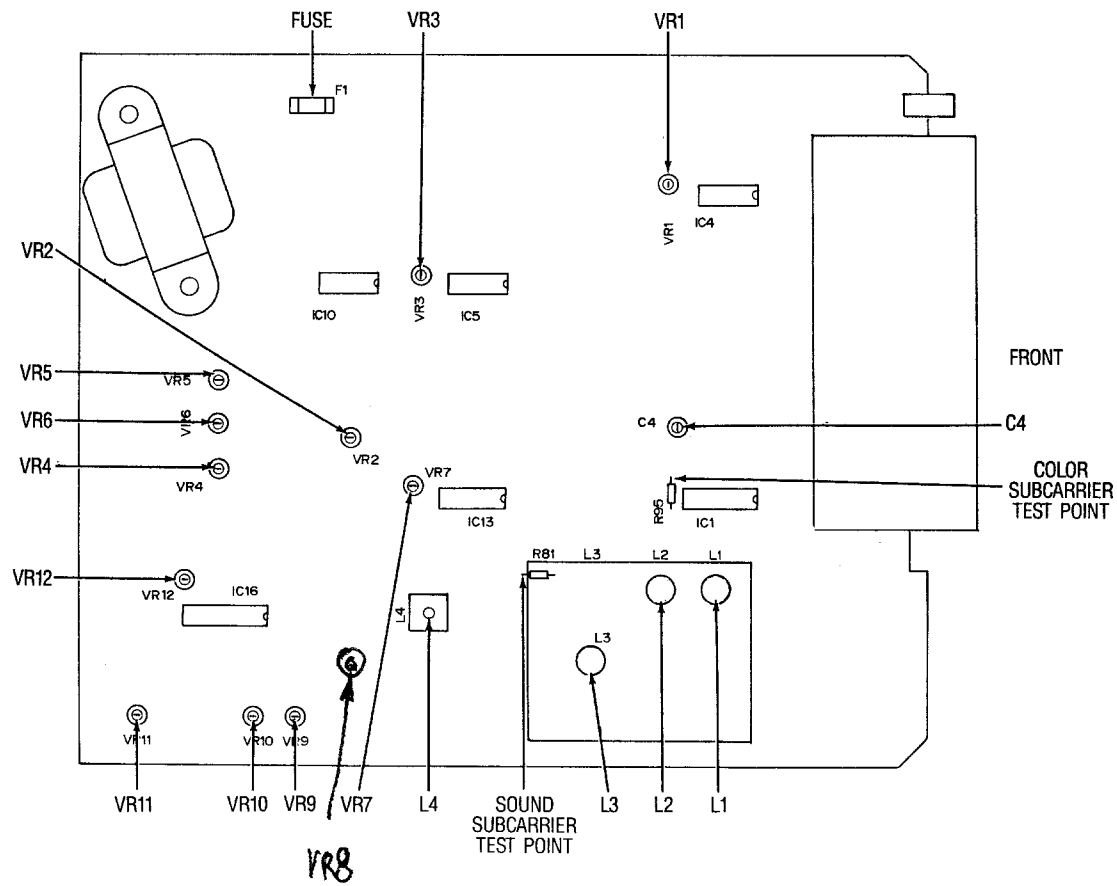 FUSE
VR3
VR1
F1
IC4
VR1
VR2
IC10
VR3
IC5
FRONT
VR5
VR5
VR6
VR6
C4
C4
VR2
VR4
VR4
VR7
COLOR
SUBCARRIER
TEST POINT
R96
IC13
IC1
R81
L3
L2
L1
VR12
VR12
IC16
L4
L3
VR11
VR10
VR9
VR11
VR10
VR9
VR7
L4
SOUND
SUBCARRIER
TEST POINT
L3
L2
L1
VR8